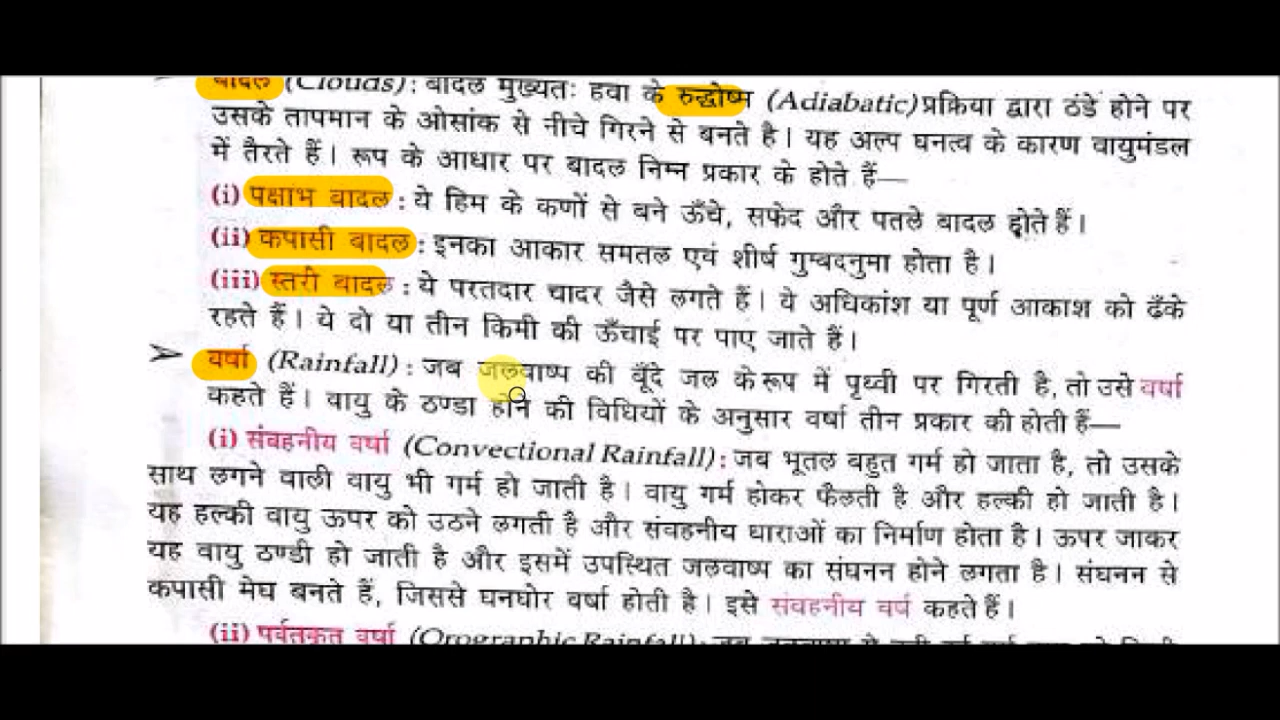 बादल (Clouds) : बादल मुख्यतः हवा के रुद्धोष्म (Adiabatic) प्रक्रिया द्वारा ठंडे होने पर
उसके तापमान के ओसांक से नीचे गिरने से बनते है। यह अल्प घनत्व के कारण वायुमंडल
में तैरते हैं। रूप के आधार पर बादल निम्न प्रकार के होते हैं—
(i) पक्षाभ बादल : ये हिम के कणों से बने ऊँचे, सफेद और पतले बादल होते हैं।
(ii) कपासी बादल : इनका आकार समतल एवं शीर्ष गुम्बदनुमा होता है।
(iii) स्तरी बादल : ये परतदार चादर जैसे लगते हैं। ये अधिकांश या पूर्ण आकाश को ढँके
रहते हैं। ये दो या तीन किमी की ऊँचाई पर पाए जाते हैं।
➢ वर्षा (Rainfall) : जब जलवाष्प की बूँदे जल के रूप में पृथ्वी पर गिरती है, तो उसे वर्षा
कहते हैं। वायु के ठण्डा होने की विधियों के अनुसार वर्षा तीन प्रकार की होती हैं—
(i) संवहनीय वर्षा (Convectional Rainfall) : जब भूतल बहुत गर्म हो जाता है, तो उसके
साथ लगने वाली वायु भी गर्म हो जाती है। वायु गर्म होकर फैलती है और हल्की हो जाती है।
यह हल्की वायु ऊपर को उठने लगती है और संवहनीय धाराओं का निर्माण होता है। ऊपर जाकर
यह वायु ठण्डी हो जाती है और इसमें उपस्थित जलवाष्प का संघनन होने लगता है। संघनन से
कपासी मेघ बनते हैं, जिससे घनघोर वर्षा होती है। इसे संवहनीय वर्ष कहते हैं।
(ii) पर्वतकृत वर्षा (Orographic Rainfall) : जब